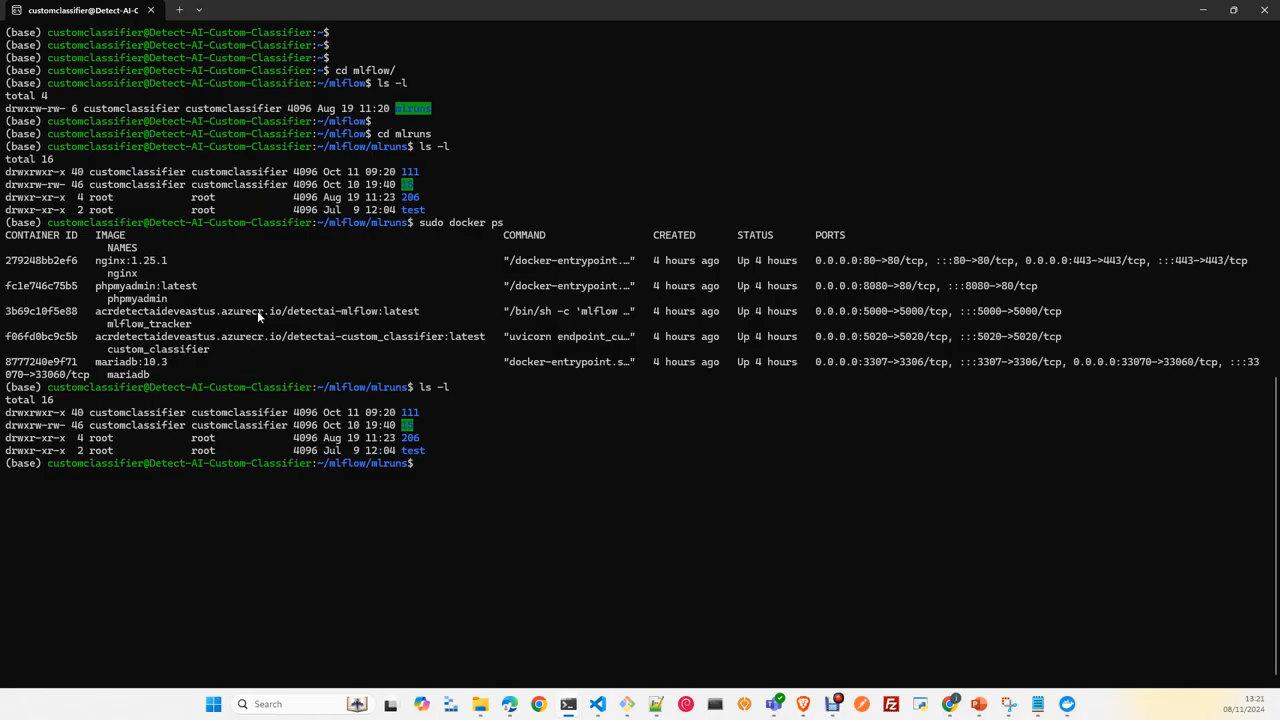 customclassifier@Detect-AI-C
(base) customclassifier@Detect-AI-Custom-Classifier:~$
(base) customclassifier@Detect-AI-Custom-Classifier:~$
(base) customclassifier@Detect-AI-Custom-Classifier:~$
(base) customclassifier@Detect-AI-Custom-Classifier:~$ cd mlflow/
(base) customclassifier@Detect-AI-Custom-Classifier:~/mlflow$ ls -l
total 4
drwxrw-rw- 6 customclassifier customclassifier 4096 Aug 19 11:20 mlruns
(base) customclassifier@Detect-AI-Custom-Classifier:~/mlflow$
(base) customclassifier@Detect-AI-Custom-Classifier:~/mlflow$ cd mlruns
(base) customclassifier@Detect-AI-Custom-Classifier:~/mlflow/mlruns$ ls -l
total 16
drwxrwxr-x 40 customclassifier customclassifier 4096 Oct 11 09:20 111
drwxrw-rw- 46 customclassifier customclassifier 4096 Oct 10 19:40
drwxr-xr-x 4 root root 4096 Aug 19 11:23 206
drwxr-xr-x 2 root root 4096 Jul 9 12:04 test
(base) customclassifier@Detect-AI-Custom-Classifier:~/mlflow/mlruns$ sudo docker ps
CONTAINER ID IMAGE COMMAND CREATED STATUS PORTS
NAMES
279248bb2ef6 nginx:1.25.1 "/docker-entrypoint.…" 4 hours ago Up 4 hours 0.0.0.0:80->80/tcp, :::80->80/tcp, 0.0.0.0:443->443/tcp, :::443->443/tcp
nginx
fc1e746c75b5 phpmyadmin:latest "/docker-entrypoint.…" 4 hours ago Up 4 hours 0.0.0.0:8080->80/tcp, :::8080->80/tcp
phpmyadmin
3b69c10f5e88 acrdetectaideveastus.azurecr.io/detectai-mlflow:latest "/bin/sh -c 'mlflow …" 4 hours ago Up 4 hours 0.0.0.0:5000->5000/tcp, :::5000->5000/tcp
mlflow_tracker
f06fd0bc9c5b acrdetectaideveastus.azurecr.io/detectai-custom_classifier:latest "uvicorn endpoint_cu…" 4 hours ago Up 4 hours 0.0.0.0:5020->5020/tcp, :::5020->5020/tcp
custom_classifier
8777240e9f71 mariadb:10.3 "docker-entrypoint.s…" 4 hours ago Up 4 hours 0.0.0.0:3307->3306/tcp, :::3307->3306/tcp, 0.0.0.0:33070->33060/tcp, :::33
070->33060/tcp mariadb
(base) customclassifier@Detect-AI-Custom-Classifier:~/mlflow/mlruns$ ls -l
total 16
drwxrwxr-x 40 customclassifier customclassifier 4096 Oct 11 09:20 111
drwxrw-rw- 46 customclassifier customclassifier 4096 Oct 10 19:40
drwxr-xr-x 4 root root 4096 Aug 19 11:23 206
drwxr-xr-x 2 root root 4096 Jul 9 12:04 test
(base) customclassifier@Detect-AI-Custom-Classifier:~/mlflow/mlruns$
Search
13:21
08/11/2024